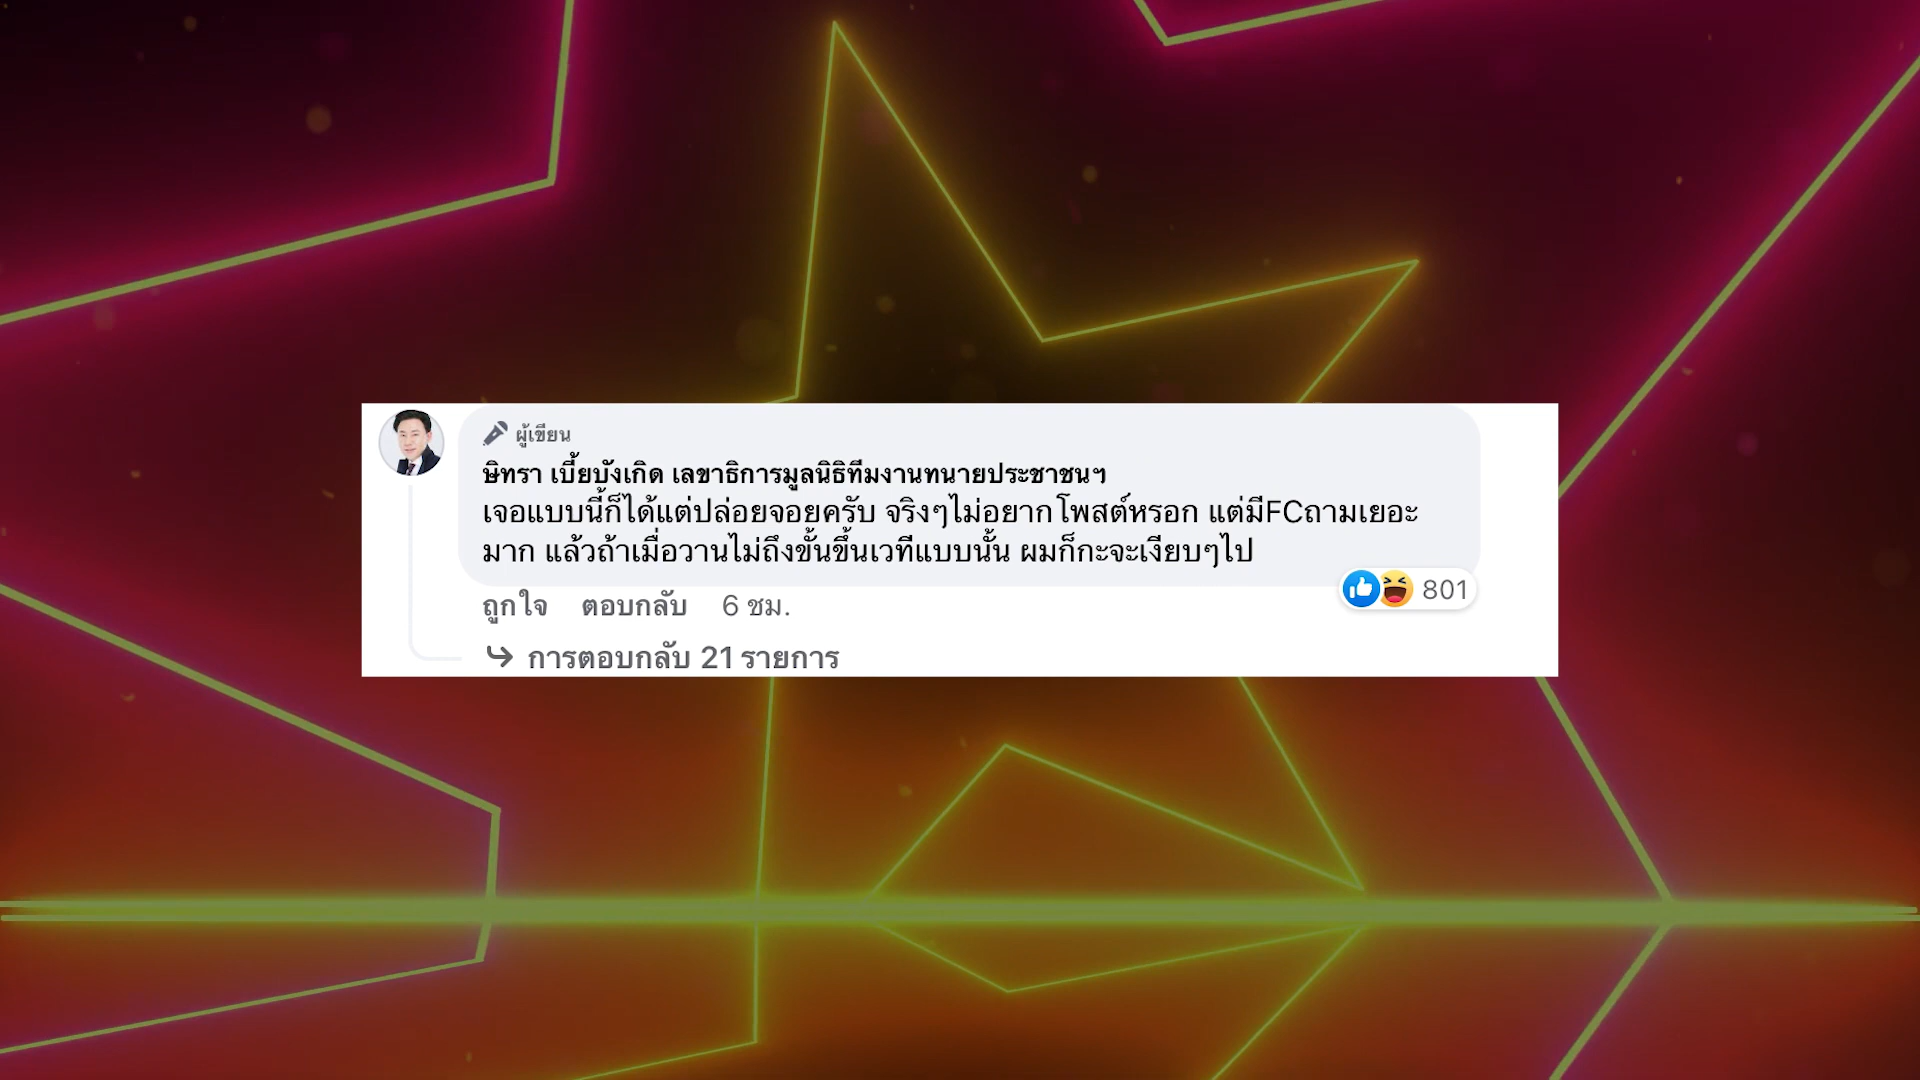 ผู้เขียน
ษิทรา เบี้ยบังเกิด เลขาธิการมูลนิธิทีมงานทนายประชาชนฯ
เจอแบบนี้ก็ได้แต่ปล่อยจอยครับ จริงๆไม่อยากโพสต์หรอก แต่มีFCถามเยอะ
มาก แล้วถ้าเมื่อวานไม่ถึงขั้นขึ้นเวทีแบบนั้น ผมก็กะจะเงียบๆไป
801
ถูกใจ ตอบกลับ 6 ชม.
การตอบกลับ 21 รายการ